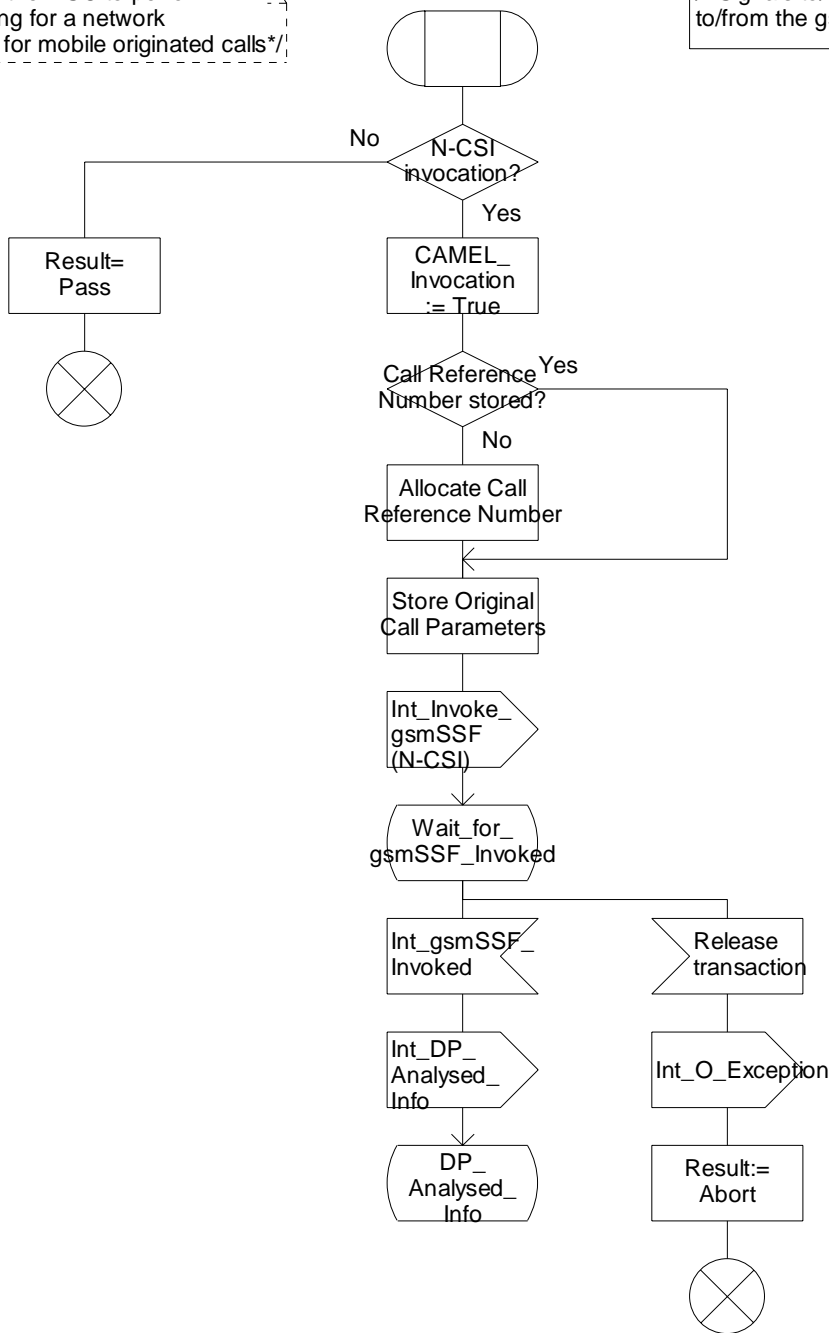 ng for a network
for mobile originated calls*/
to/from the g
No
N-CSI
invocation?
Yes
Result=
Pass
CAMEL_
Invocation
:= True
Call Reference
Number stored?
Yes
No
Allocate Call
Reference Number
Store Original
Call Parameters
Int_Invoke_
gsmSSF
(N-CSI)
Wait_for_
gsmSSF_Invoked
Int_gsmSSF_
Invoked
Release
transaction
Int_DP_
Analysed_
Info
Int_O_Exception
DP_
Analysed_
Info
Result:=
Abort